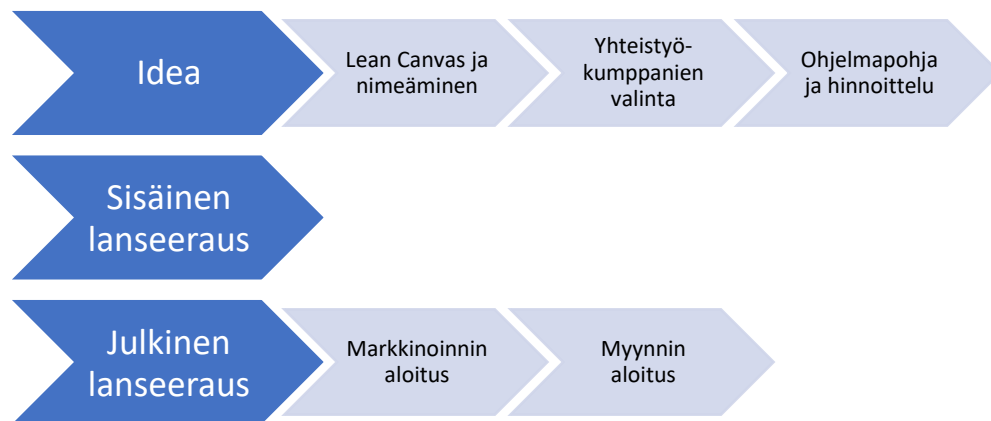 Idea
Lean Canvas ja
nimeäminen
Yhteistyö-
kumppanien
valinta
Ohjelmapohja
ja hinnoittelu
Sisäinen
lanseeraus
Julkinen
lanseeraus
Markkinoinnin
aloitus
Myynnin
aloitus